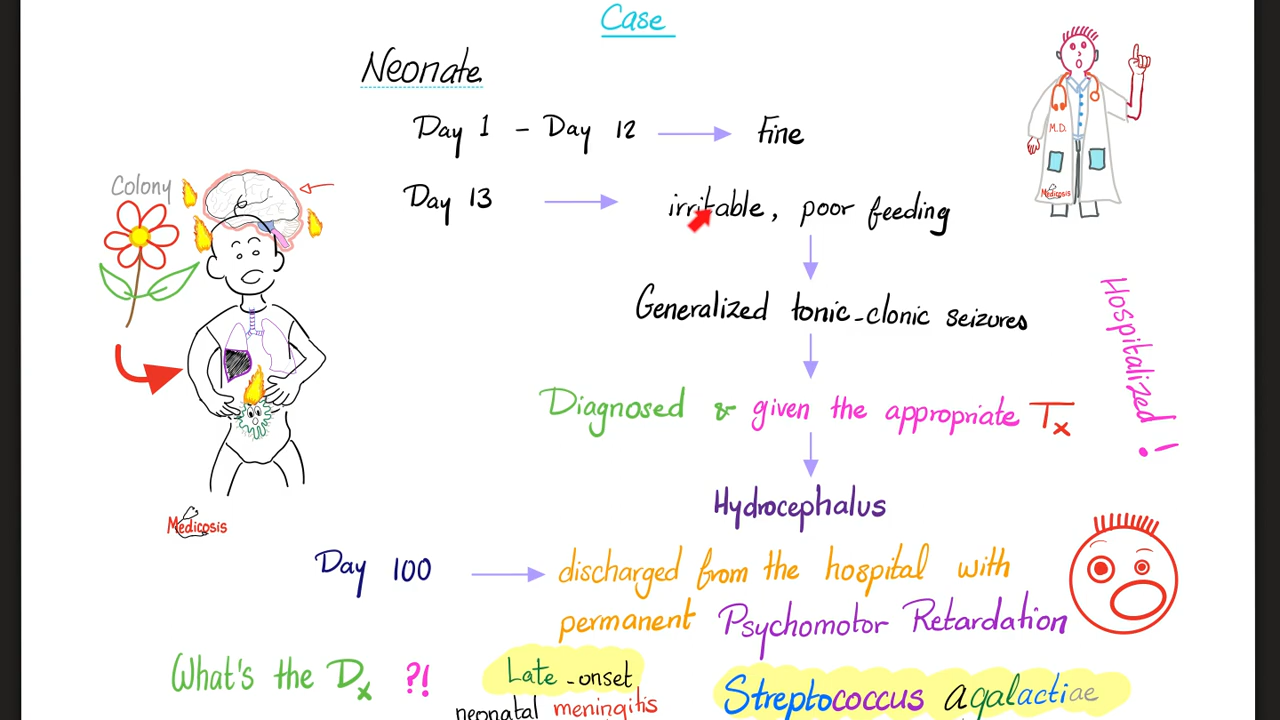 Case
Neonate.
Day 1 - Day 12 Fine
Day 13 irritable, poor feeding
Generalized tonic-clonic seizures
Diagnosed & given the appropriate Tx
Hydrocephalus
Day 100 discharged from the hospital with
permanent Psychomotor Retardation
What's the Dx ?!
Late-onset
neonatal meningitis
Streptococcus agalactiae
Colony
Medicosis
M.D.
Medicosis
Hospitalized!